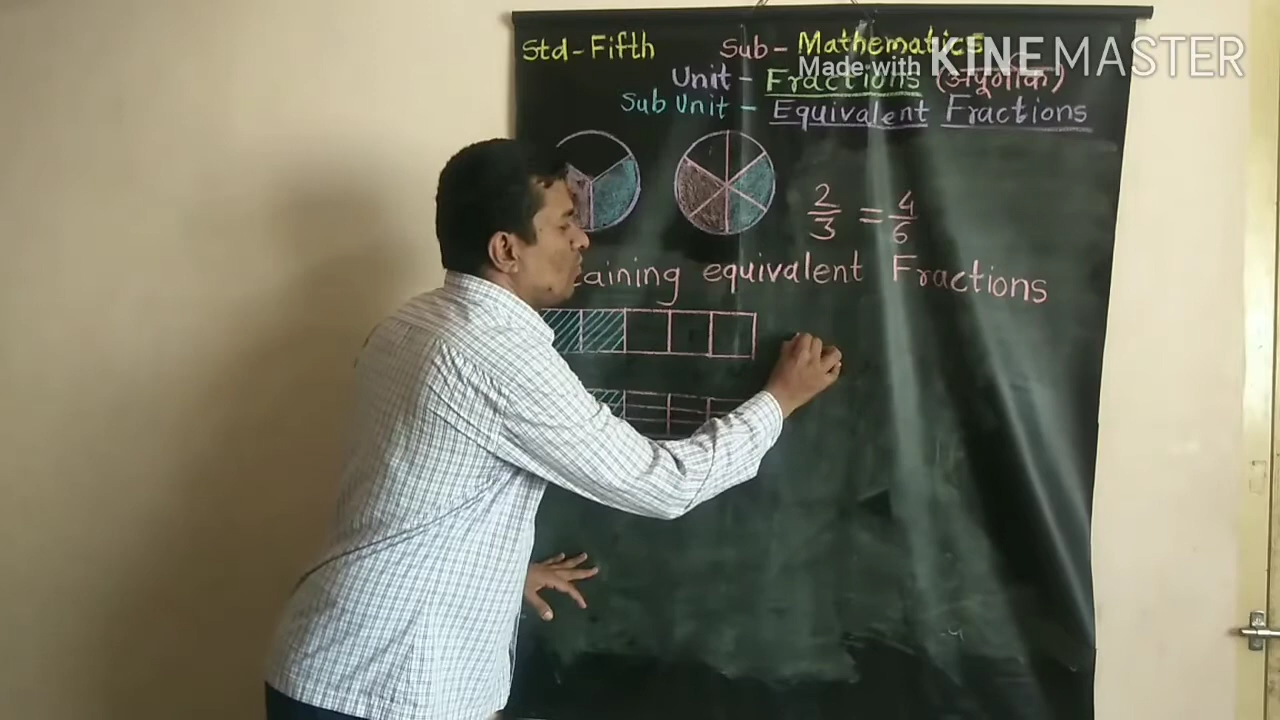 Std-Fifth Sub- Mathematics
Made with KINEMASTER
Unit - Fractions (अपूर्णांक)
Sub Unit - Equivalent Fractions
2/3 = 4/6
equivalent Fractions